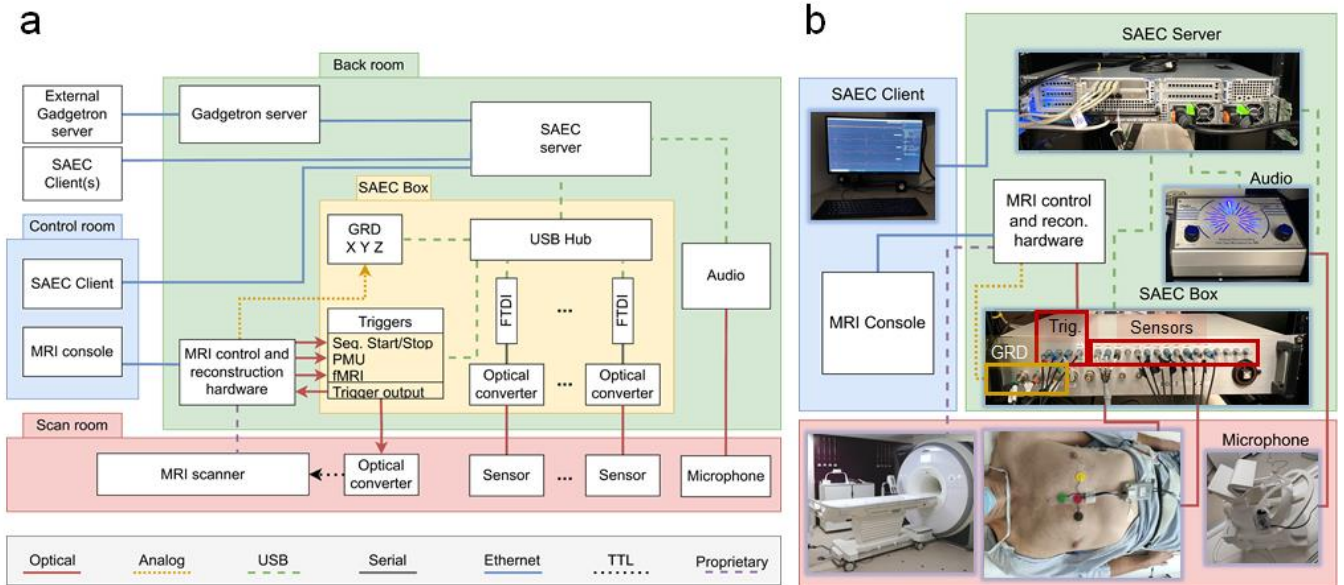 a
Back room
External
Gadgetron
server
Gadgetron server
SAEC
server
SAEC
Client(s)
SAEC Box
Control room
GRD
X Y Z
USB Hub
SAEC Client
Audio
FTDI
...
FTDI
Triggers
Seq. Start/Stop
PMU
fMRI
Trigger output
MRI console
MRI control and
reconstruction
hardware
Optical
converter
...
Optical
converter
Scan room
MRI scanner
Optical
converter
Sensor
...
Sensor
Microphone
Optical
Analog
USB
Serial
Ethernet
TTL
Proprietary
b
SAEC Server
SAEC Client
MRI control
and recon.
hardware
Audio
MRI Console
SAEC Box
Trig.
Sensors
GRD
Microphone